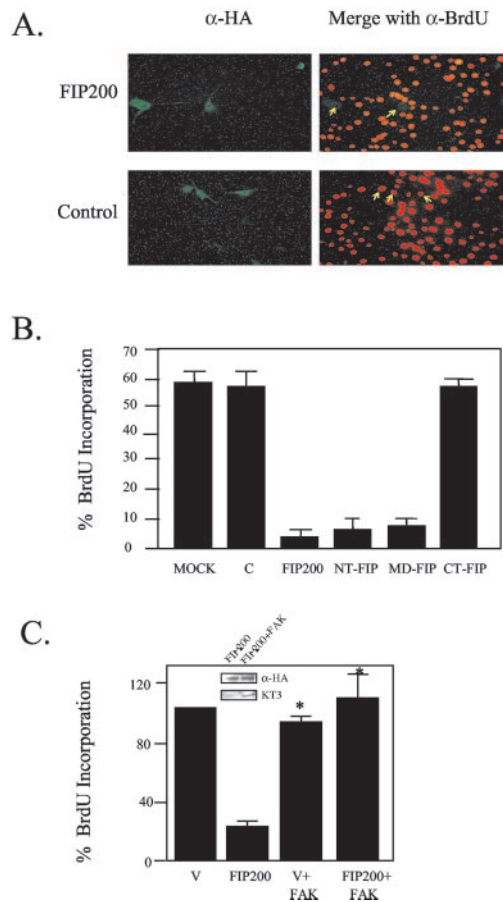 A.
α-HA Merge with α-BrdU
FIP200
Control
B.
% BrdU Incorporation
70
60
50
40
30
20
10
0
MOCK C FIP200 NT-FIP MD-FIP CT-FIP
C.
FIP200
FIP200+FAK
α-HA
KT3
% BrdU Incorporation
120
80
40
0
* *
V FIP200 V+ FAK FIP200+ FAK